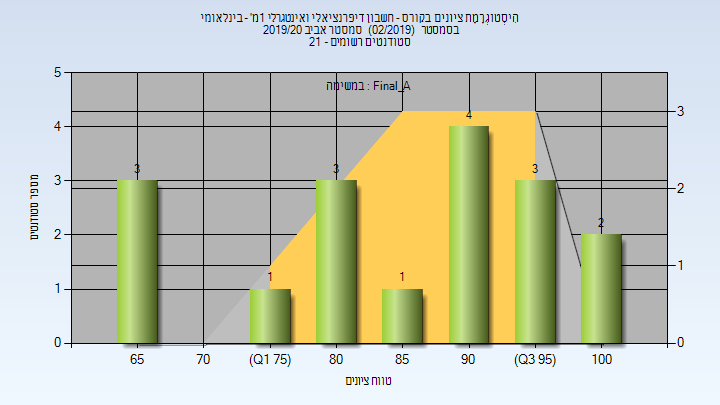 הִיסְטוֹגְרַמַּת ציונים בקורס - חשבון דיפרנציאלי ואינטגרלי 1מ' - בינלאומי
בסמסטר (02/2019) סמסטר אביב 2019/20
סטודנטים רשומים - 21
במשימה : Final_A
מספר סטודנטים
5
4
3
2
1
0
3
2
1
0
3
1
3
1
4
3
2
65 70 (Q1 75) 80 85 90 (Q3 95) 100
טווח ציונים